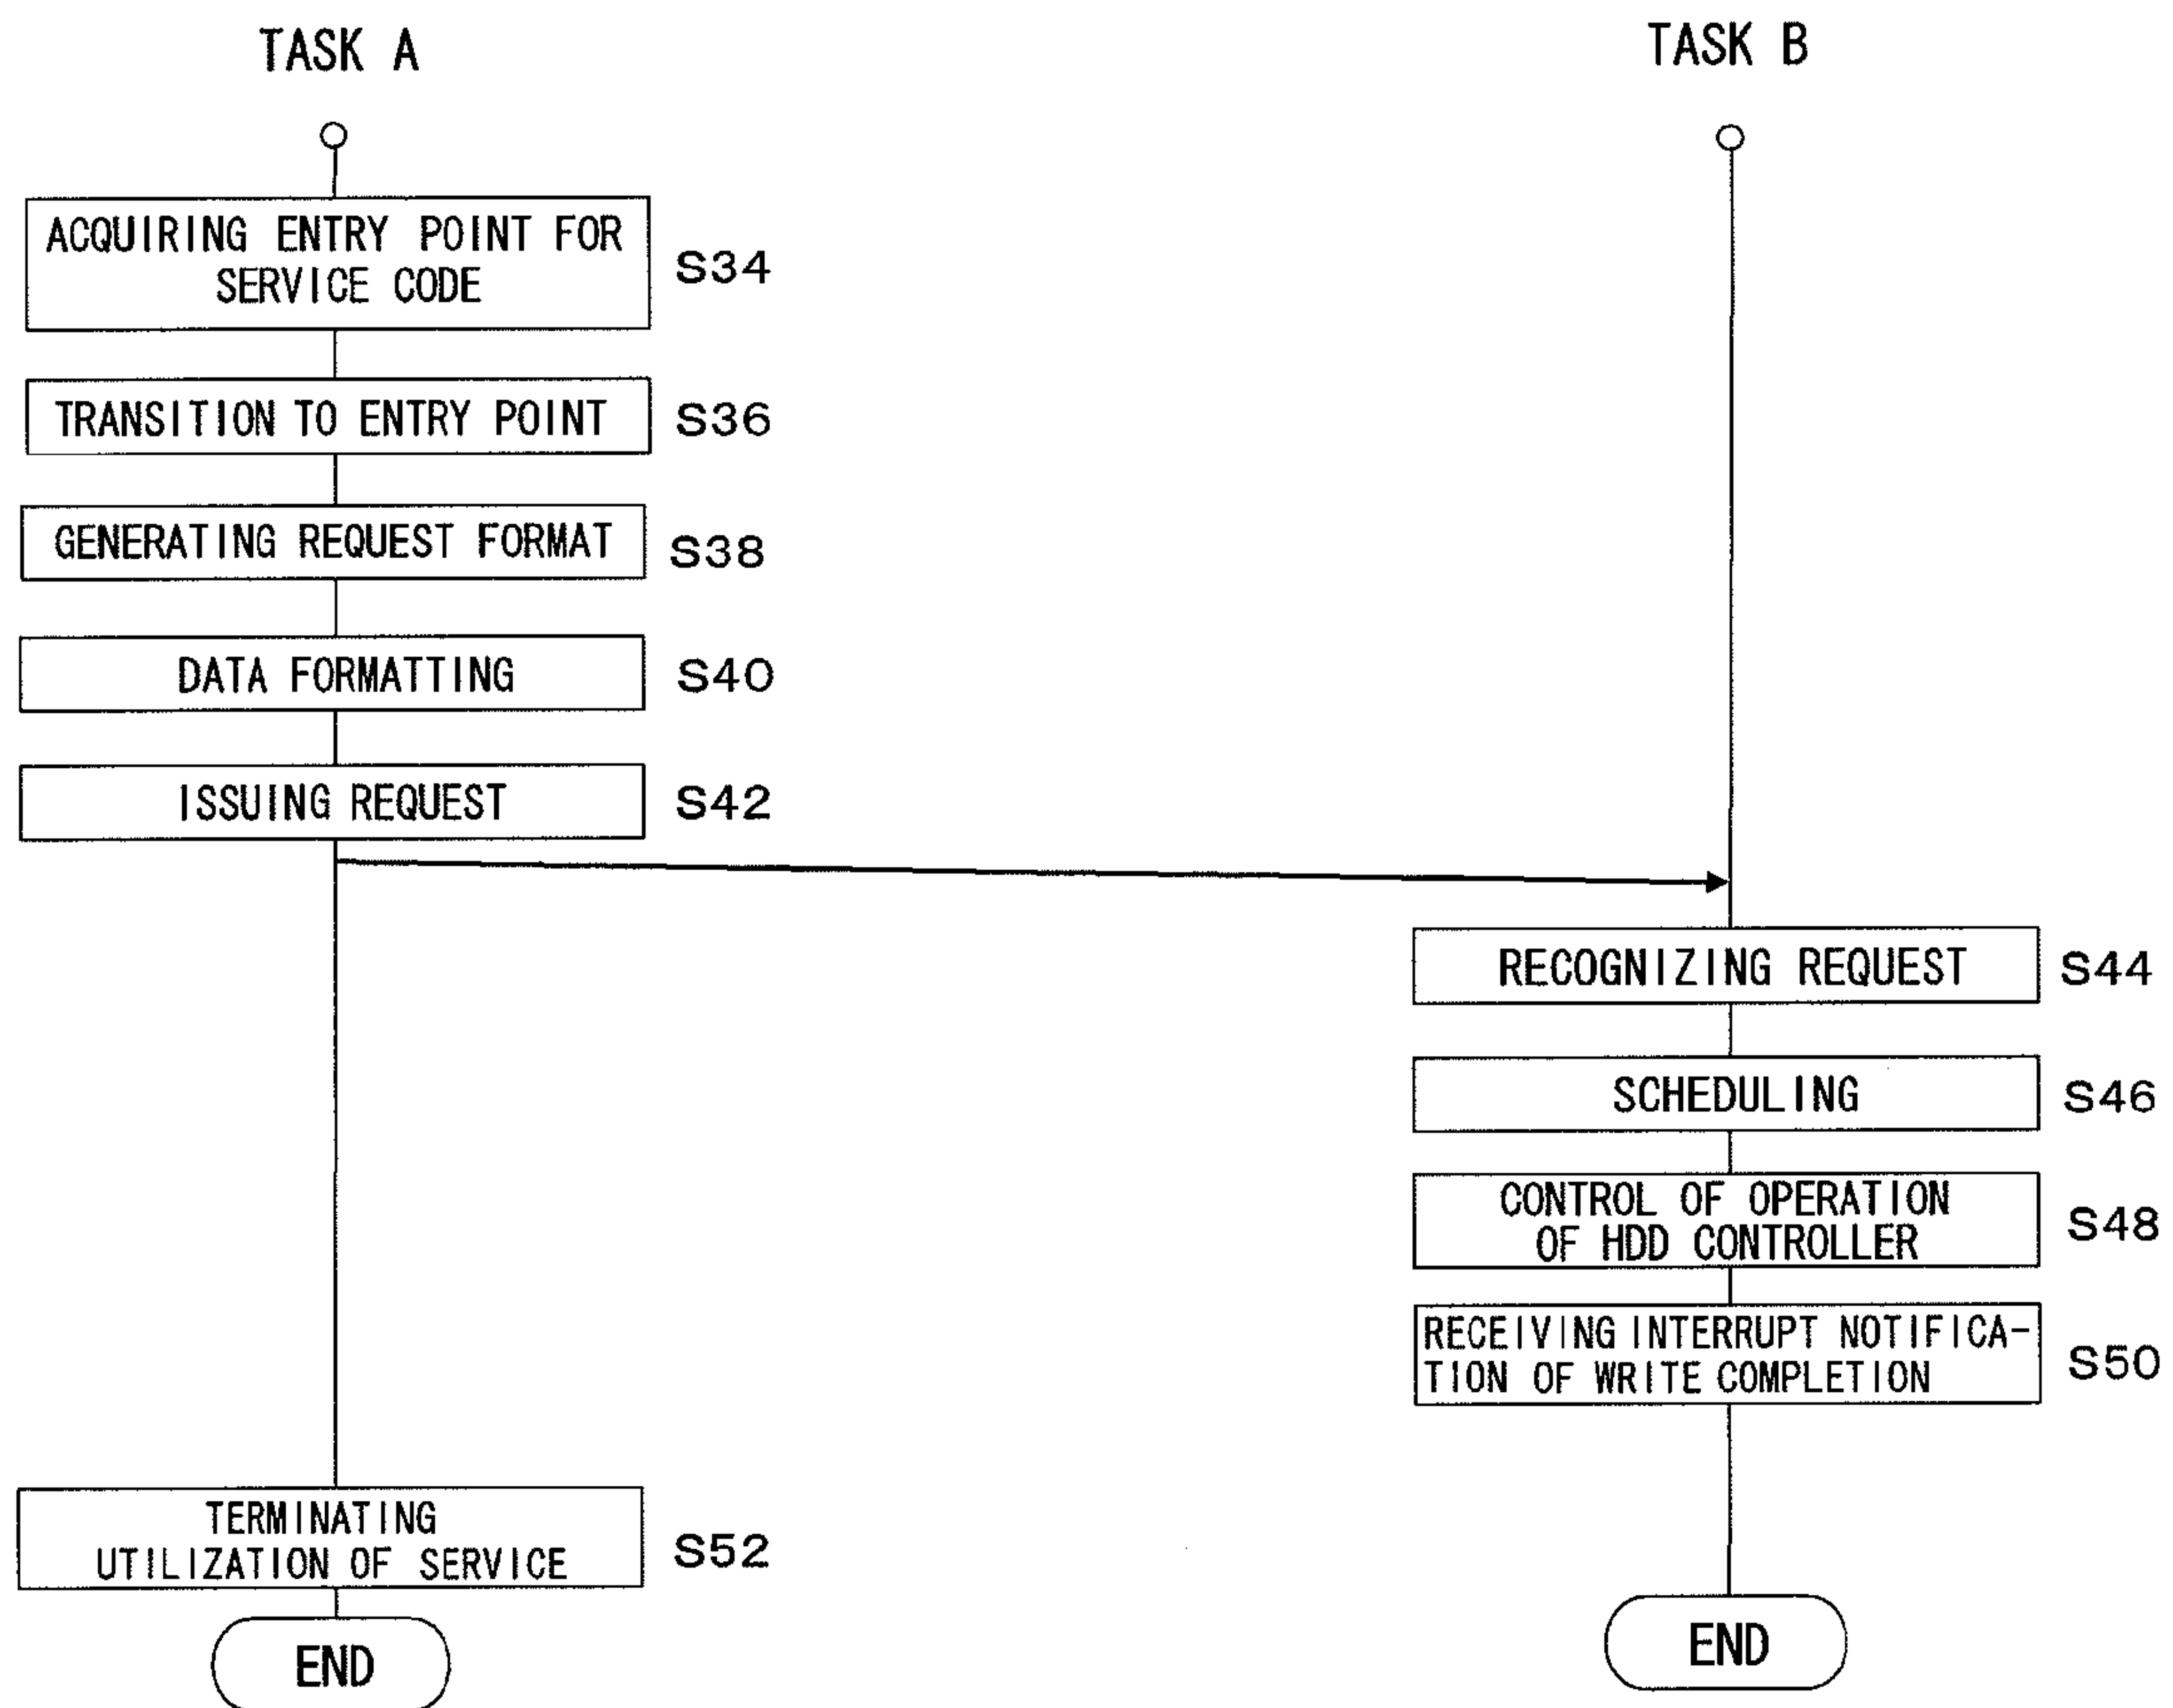 TASK A
TASK B
ACQUIRING ENTRY POINT FOR
SERVICE CODE
S34
TRANSITION TO ENTRY POINT
S36
GENERATING REQUEST FORMAT
S38
DATA FORMATTING
S40
ISSUING REQUEST
S42
RECOGNIZING REQUEST
S44
SCHEDULING
S46
CONTROL OF OPERATION
OF HDD CONTROLLER
S48
RECEIVING INTERRUPT NOTIFICA-
TION OF WRITE COMPLETION
S50
TERMINATING
UTILIZATION OF SERVICE
S52
END
END